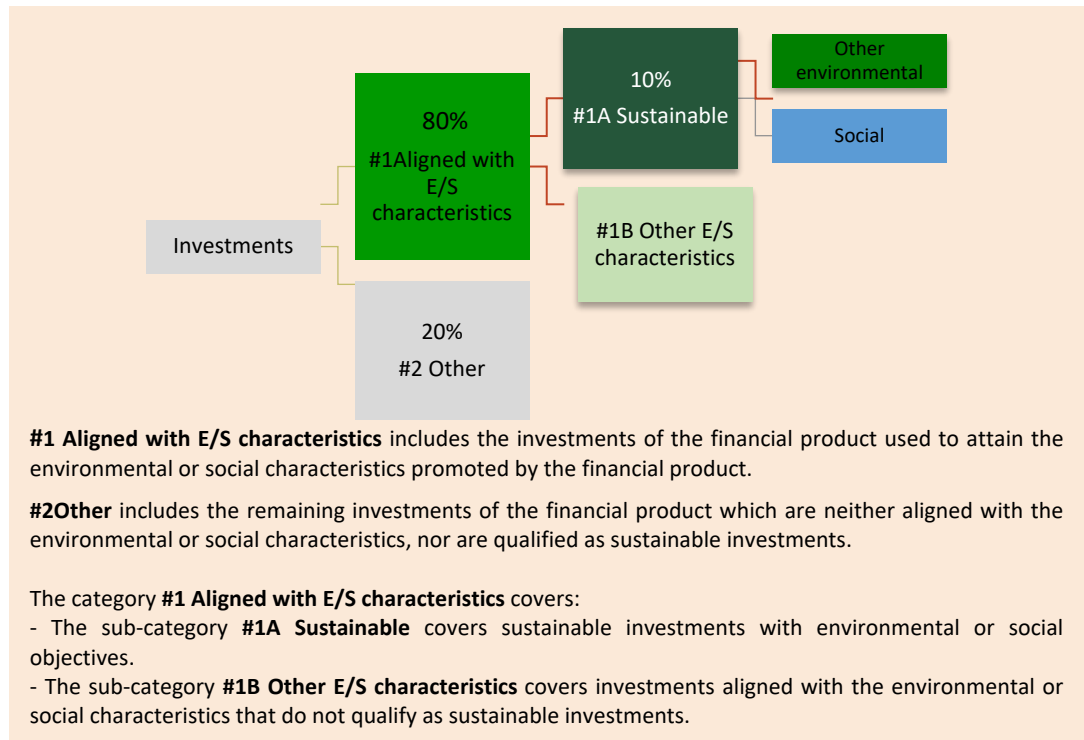 Other
environmental
10%
#1A Sustainable
80%
Social
#1Aligned with
E/S
characteristics
#1B Other E/S
characteristics
Investments
20%
#2 Other
#1 Aligned with E/S characteristics includes the investments of the financial product used to attain the
environmental or social characteristics promoted by the financial product.
#2Other includes the remaining investments of the financial product which are neither aligned with the
environmental or social characteristics, nor are qualified as sustainable investments.
The category #1 Aligned with E/S characteristics covers:
- The sub-category #1A Sustainable covers sustainable investments with environmental or social
objectives.
- The sub-category #1B Other E/S characteristics covers investments aligned with the environmental or
social characteristics that do not qualify as sustainable investments.